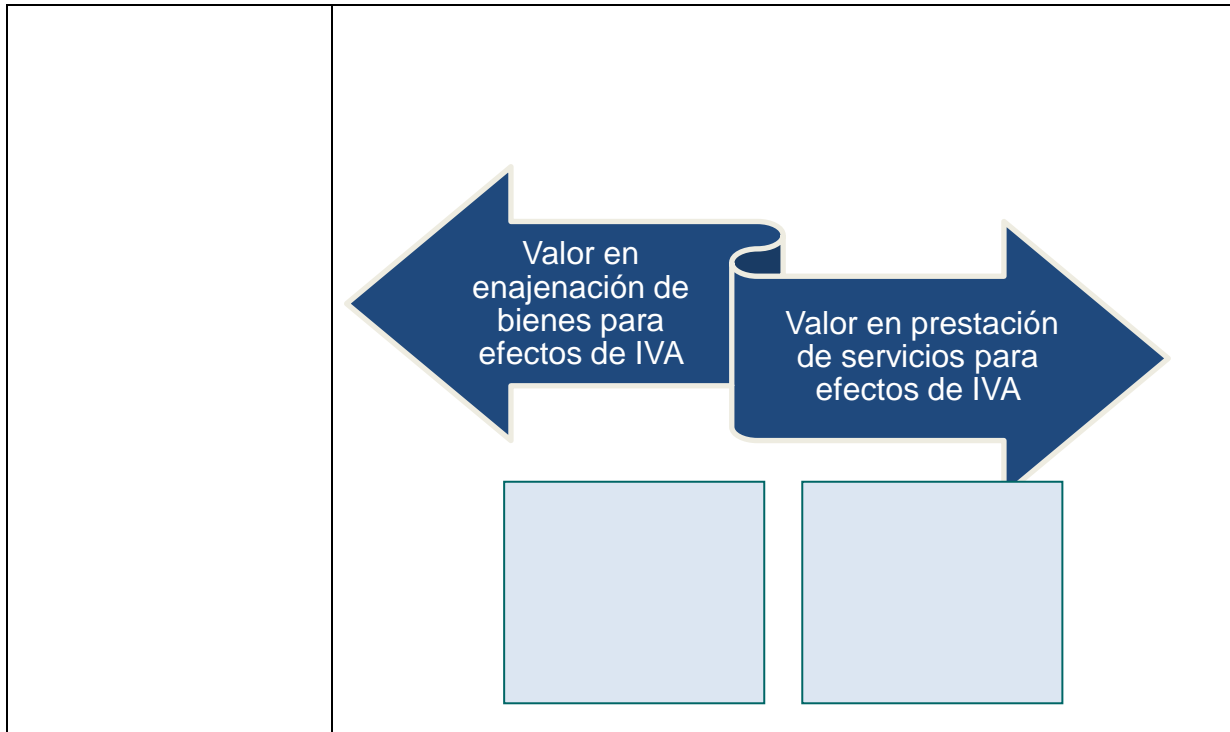 Valor en
enajenación de
bienes para
efectos de IVA
Valor en prestación
de servicios para
efectos de IVA